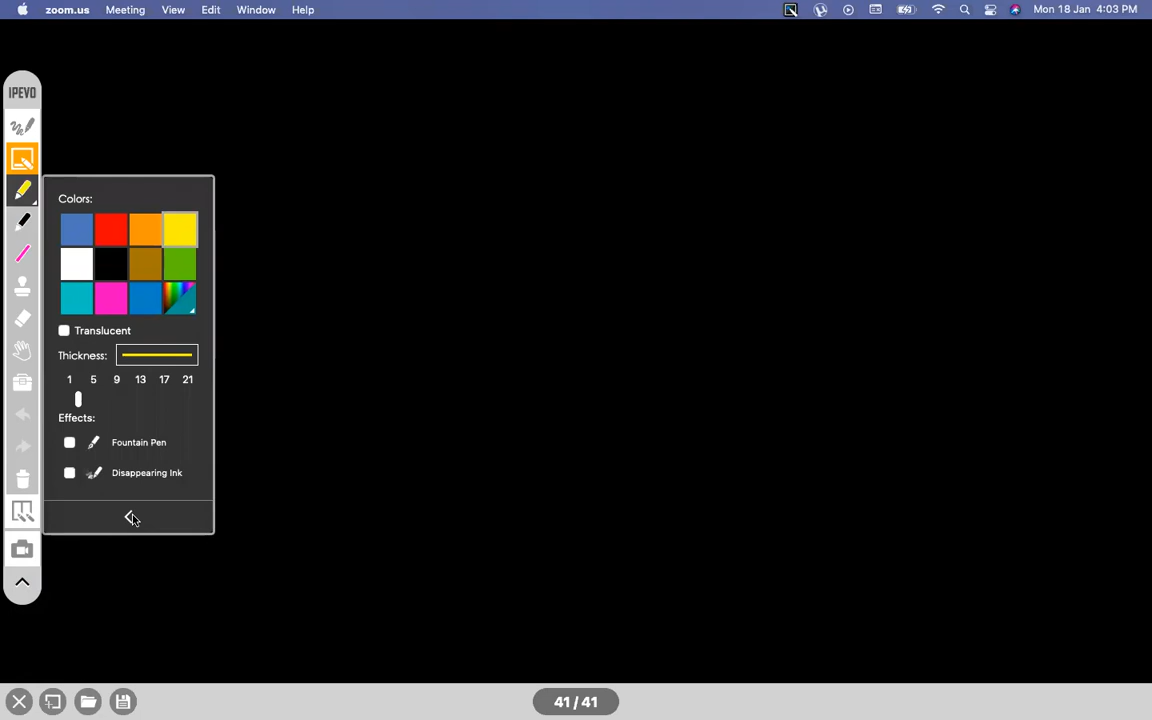 zoom.us Meeting View Edit Window Help Mon 18 Jan 4:03 PM
IPEVO
Colors:
Translucent
Thickness:
1 5 9 13 17 21
Effects:
Fountain Pen
Disappearing Ink
41 / 41